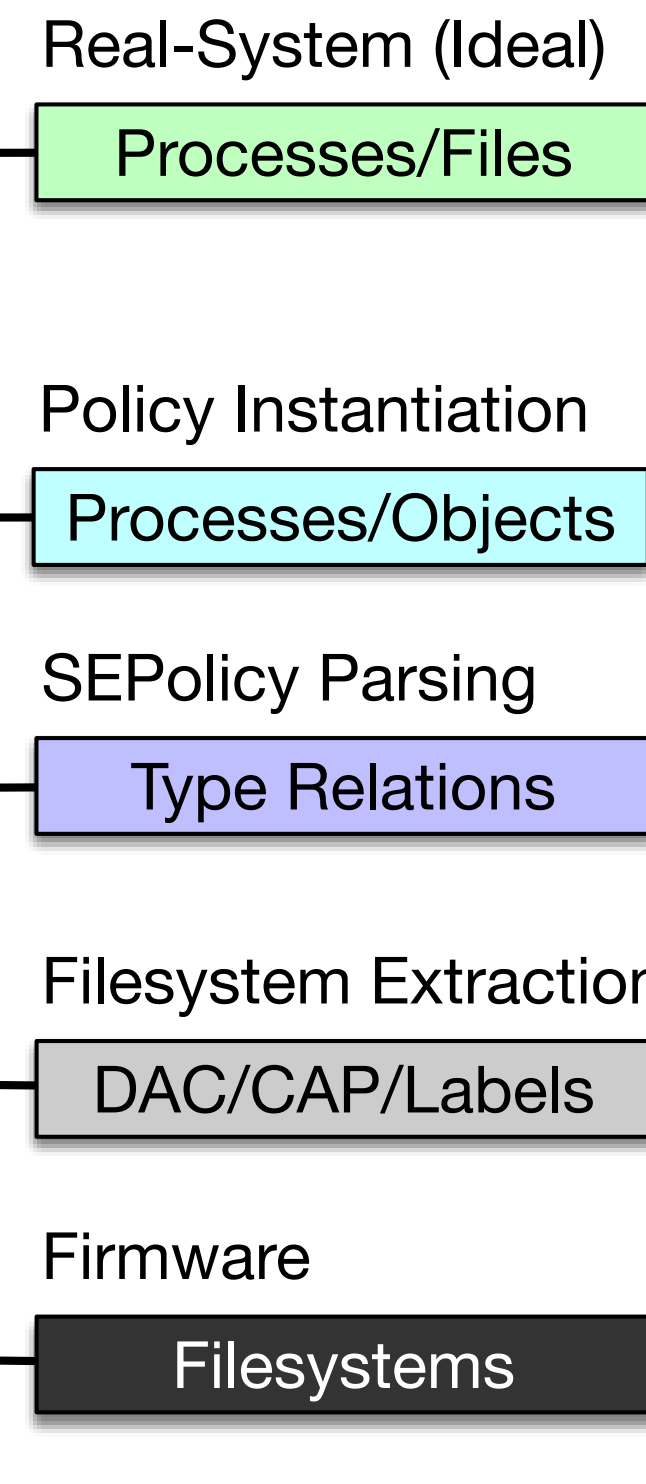 Real-System (Ideal)
Processes/Files
Policy Instantiation
Processes/Objects
SEPolicy Parsing
Type Relations
Filesystem Extraction
DAC/CAP/Labels
Firmware
Filesystems